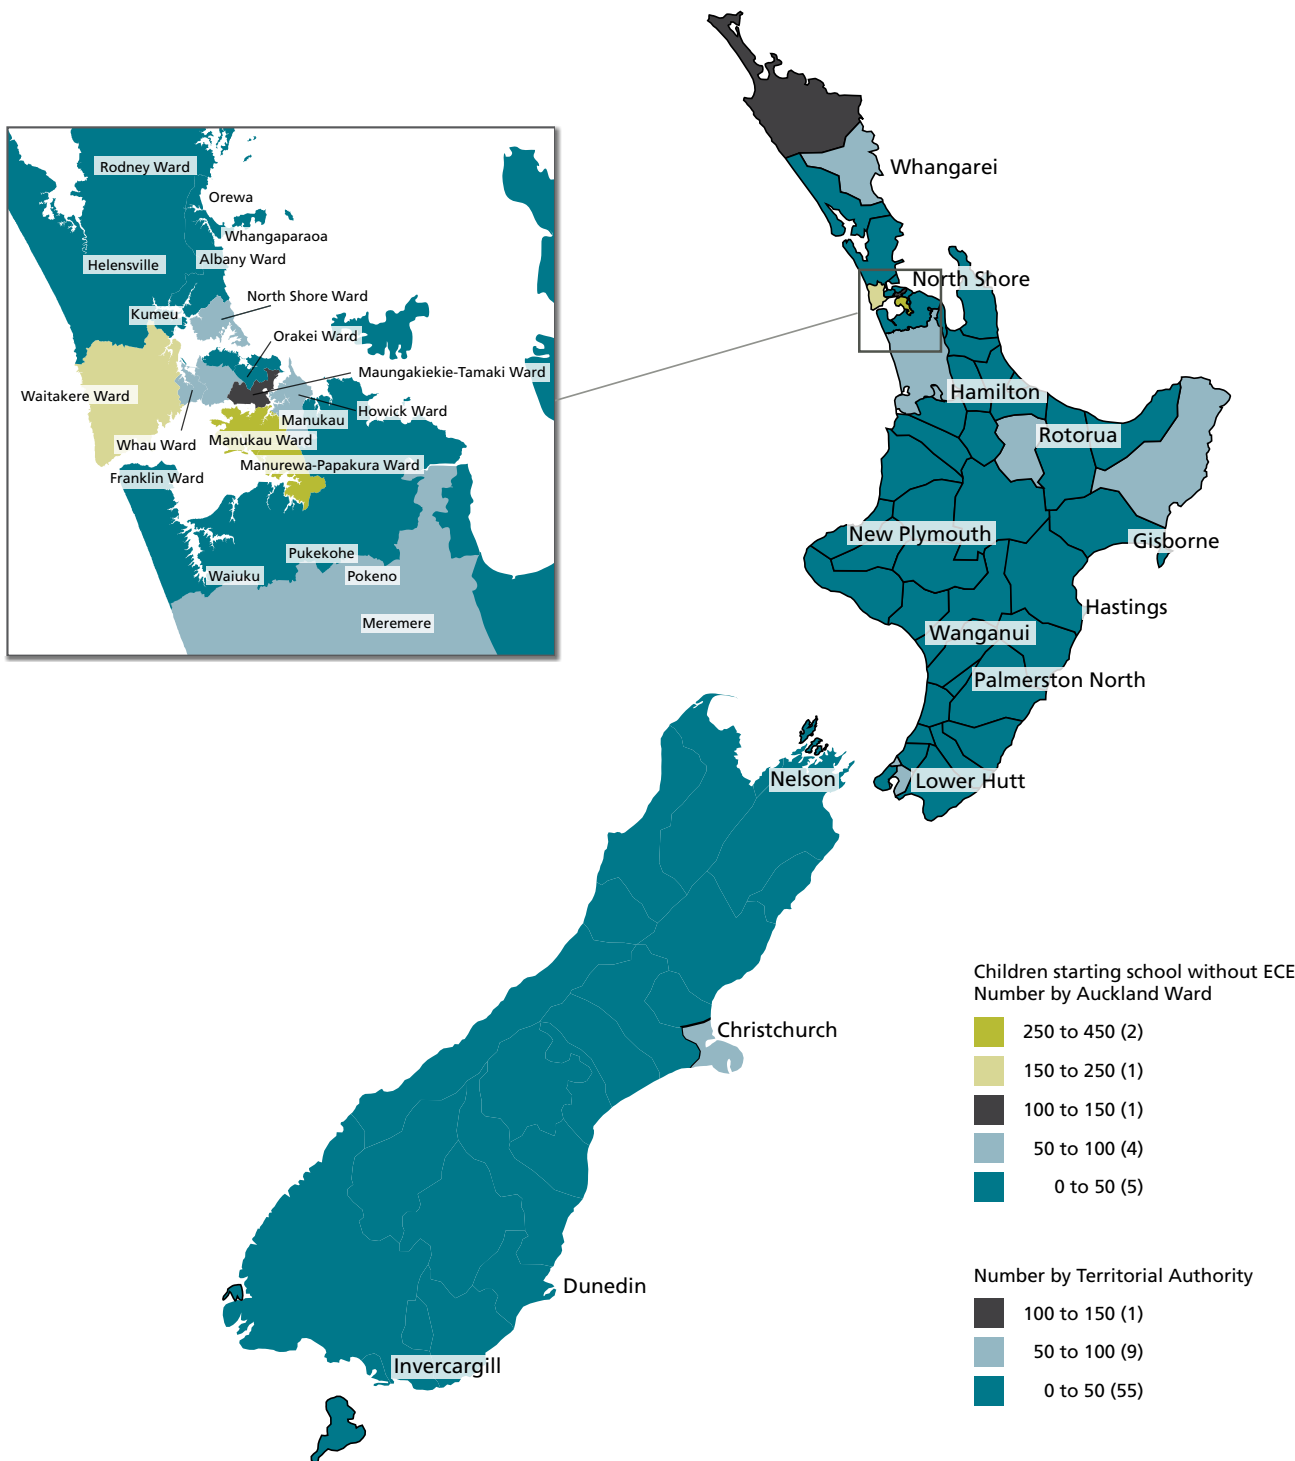 Whangarei
North Shore
Hamilton
Rotorua
New Plymouth
Gisborne
Hastings
Wanganui
Palmerston North
Lower Hutt
Nelson
Christchurch
Dunedin
Invercargill
Rodney Ward
Orewa
Whangaparaoa
Helensville
Albany Ward
North Shore Ward
Kumeu
Orakei Ward
Maungakiekie-Tamaki Ward
Waitakere Ward
Howick Ward
Manukau
Whau Ward
Manukau Ward
Manurewa-Papakura Ward
Franklin Ward
Pukekohe
Waiuku
Pokeno
Meremere
Children starting school without ECE
Number by Auckland Ward
250 to 450 (2)
150 to 250 (1)
100 to 150 (1)
50 to 100 (4)
0 to 50 (5)
Number by Territorial Authority
100 to 150 (1)
50 to 100 (9)
0 to 50 (55)